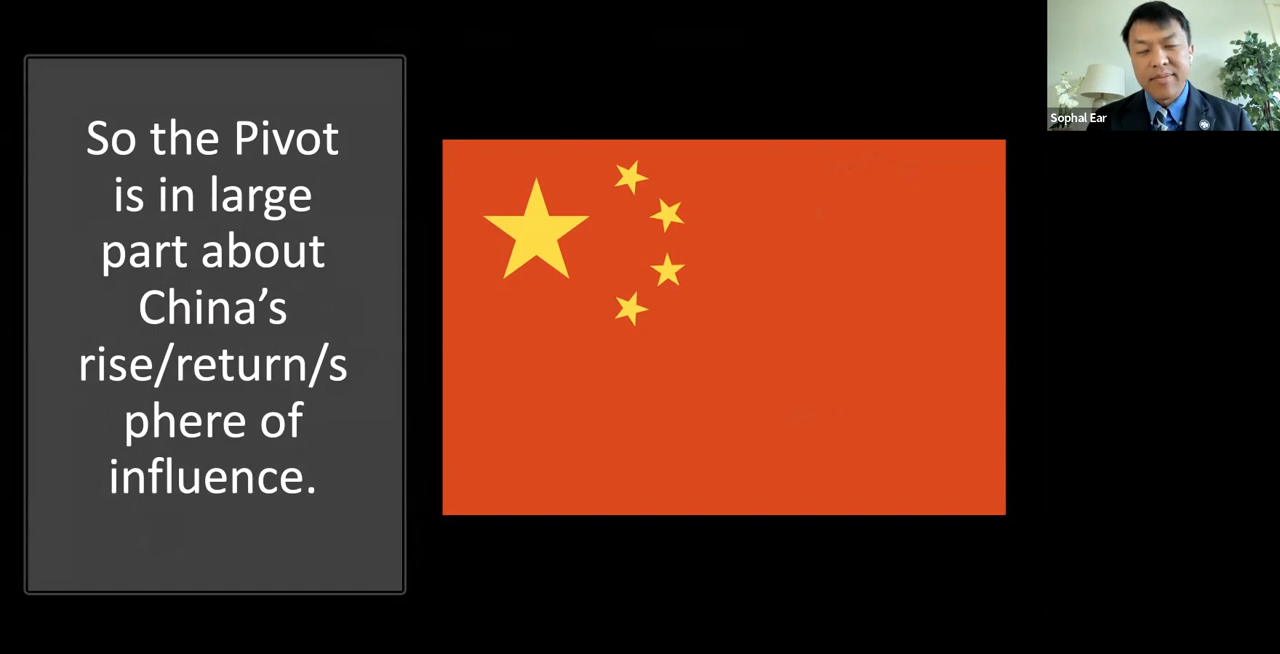 So the Pivot
is in large
part about
China’s
rise/return/s
phere of
influence.
Sophal Ear